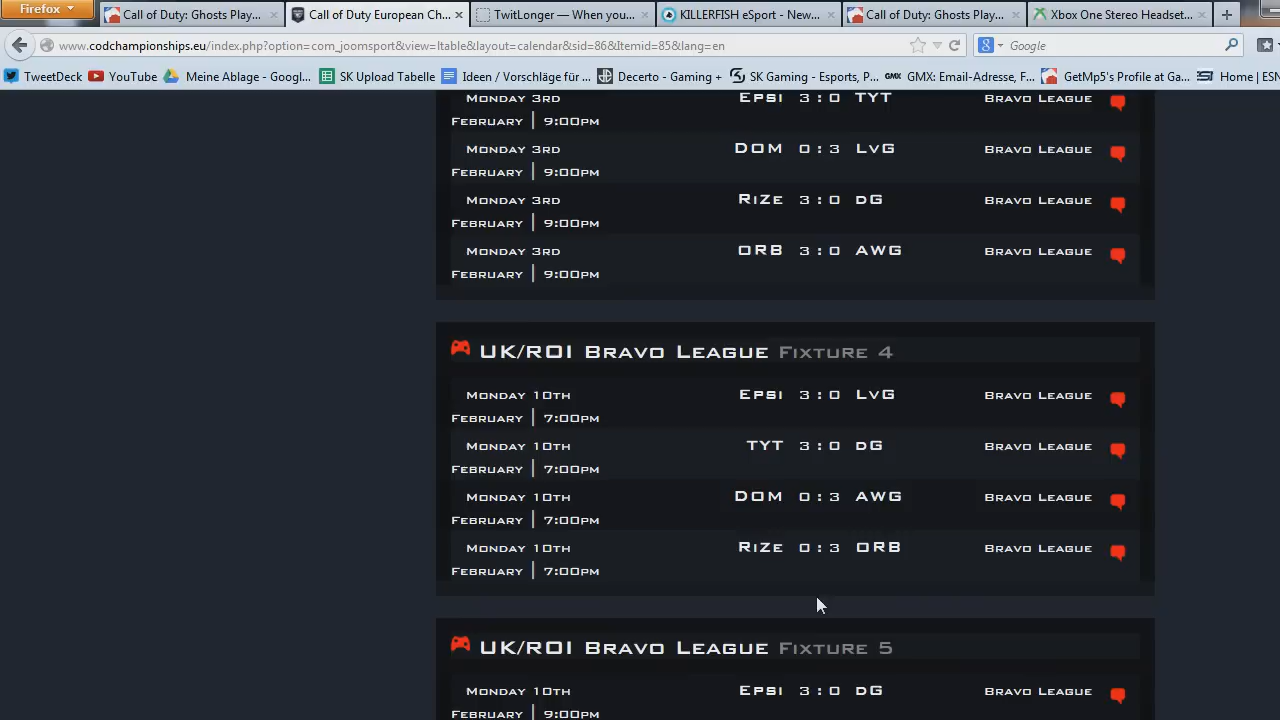 Firefox
Call of Duty: Ghosts Play...
Call of Duty European Ch...
TwitLonger — When you...
KILLERFISH eSport - New...
Call of Duty: Ghosts Play...
Xbox One Stereo Headset...
www.codchampionships.eu/index.php?option=com_joomsport&view=ltable&layout=calendar&sid=86&Itemid=85&lang=en
Google
TweetDeck
YouTube
Meine Ablage - Googl...
SK Upload Tabelle
Ideen / Vorschläge für ...
Decerto - Gaming +
SK Gaming - Esports, P...
GMX: Email-Adresse, F...
GetMp5's Profile at Ga...
Home | ESN
Monday 3rd Epsi 3 : 0 TYT Bravo League
February | 9:00pm
Monday 3rd DOM 0 : 3 LvG Bravo League
February | 9:00pm
Monday 3rd RiZe 3 : 0 DG Bravo League
February | 9:00pm
Monday 3rd ORB 3 : 0 AWG Bravo League
February | 9:00pm
UK/ROI Bravo League Fixture 4
Monday 10th Epsi 3 : 0 LvG Bravo League
February | 7:00pm
Monday 10th TYT 3 : 0 DG Bravo League
February | 7:00pm
Monday 10th DOM 0 : 3 AWG Bravo League
February | 7:00pm
Monday 10th RiZe 0 : 3 ORB Bravo League
February | 7:00pm
UK/ROI Bravo League Fixture 5
Monday 10th Epsi 3 : 0 DG Bravo League
February | 9:00pm